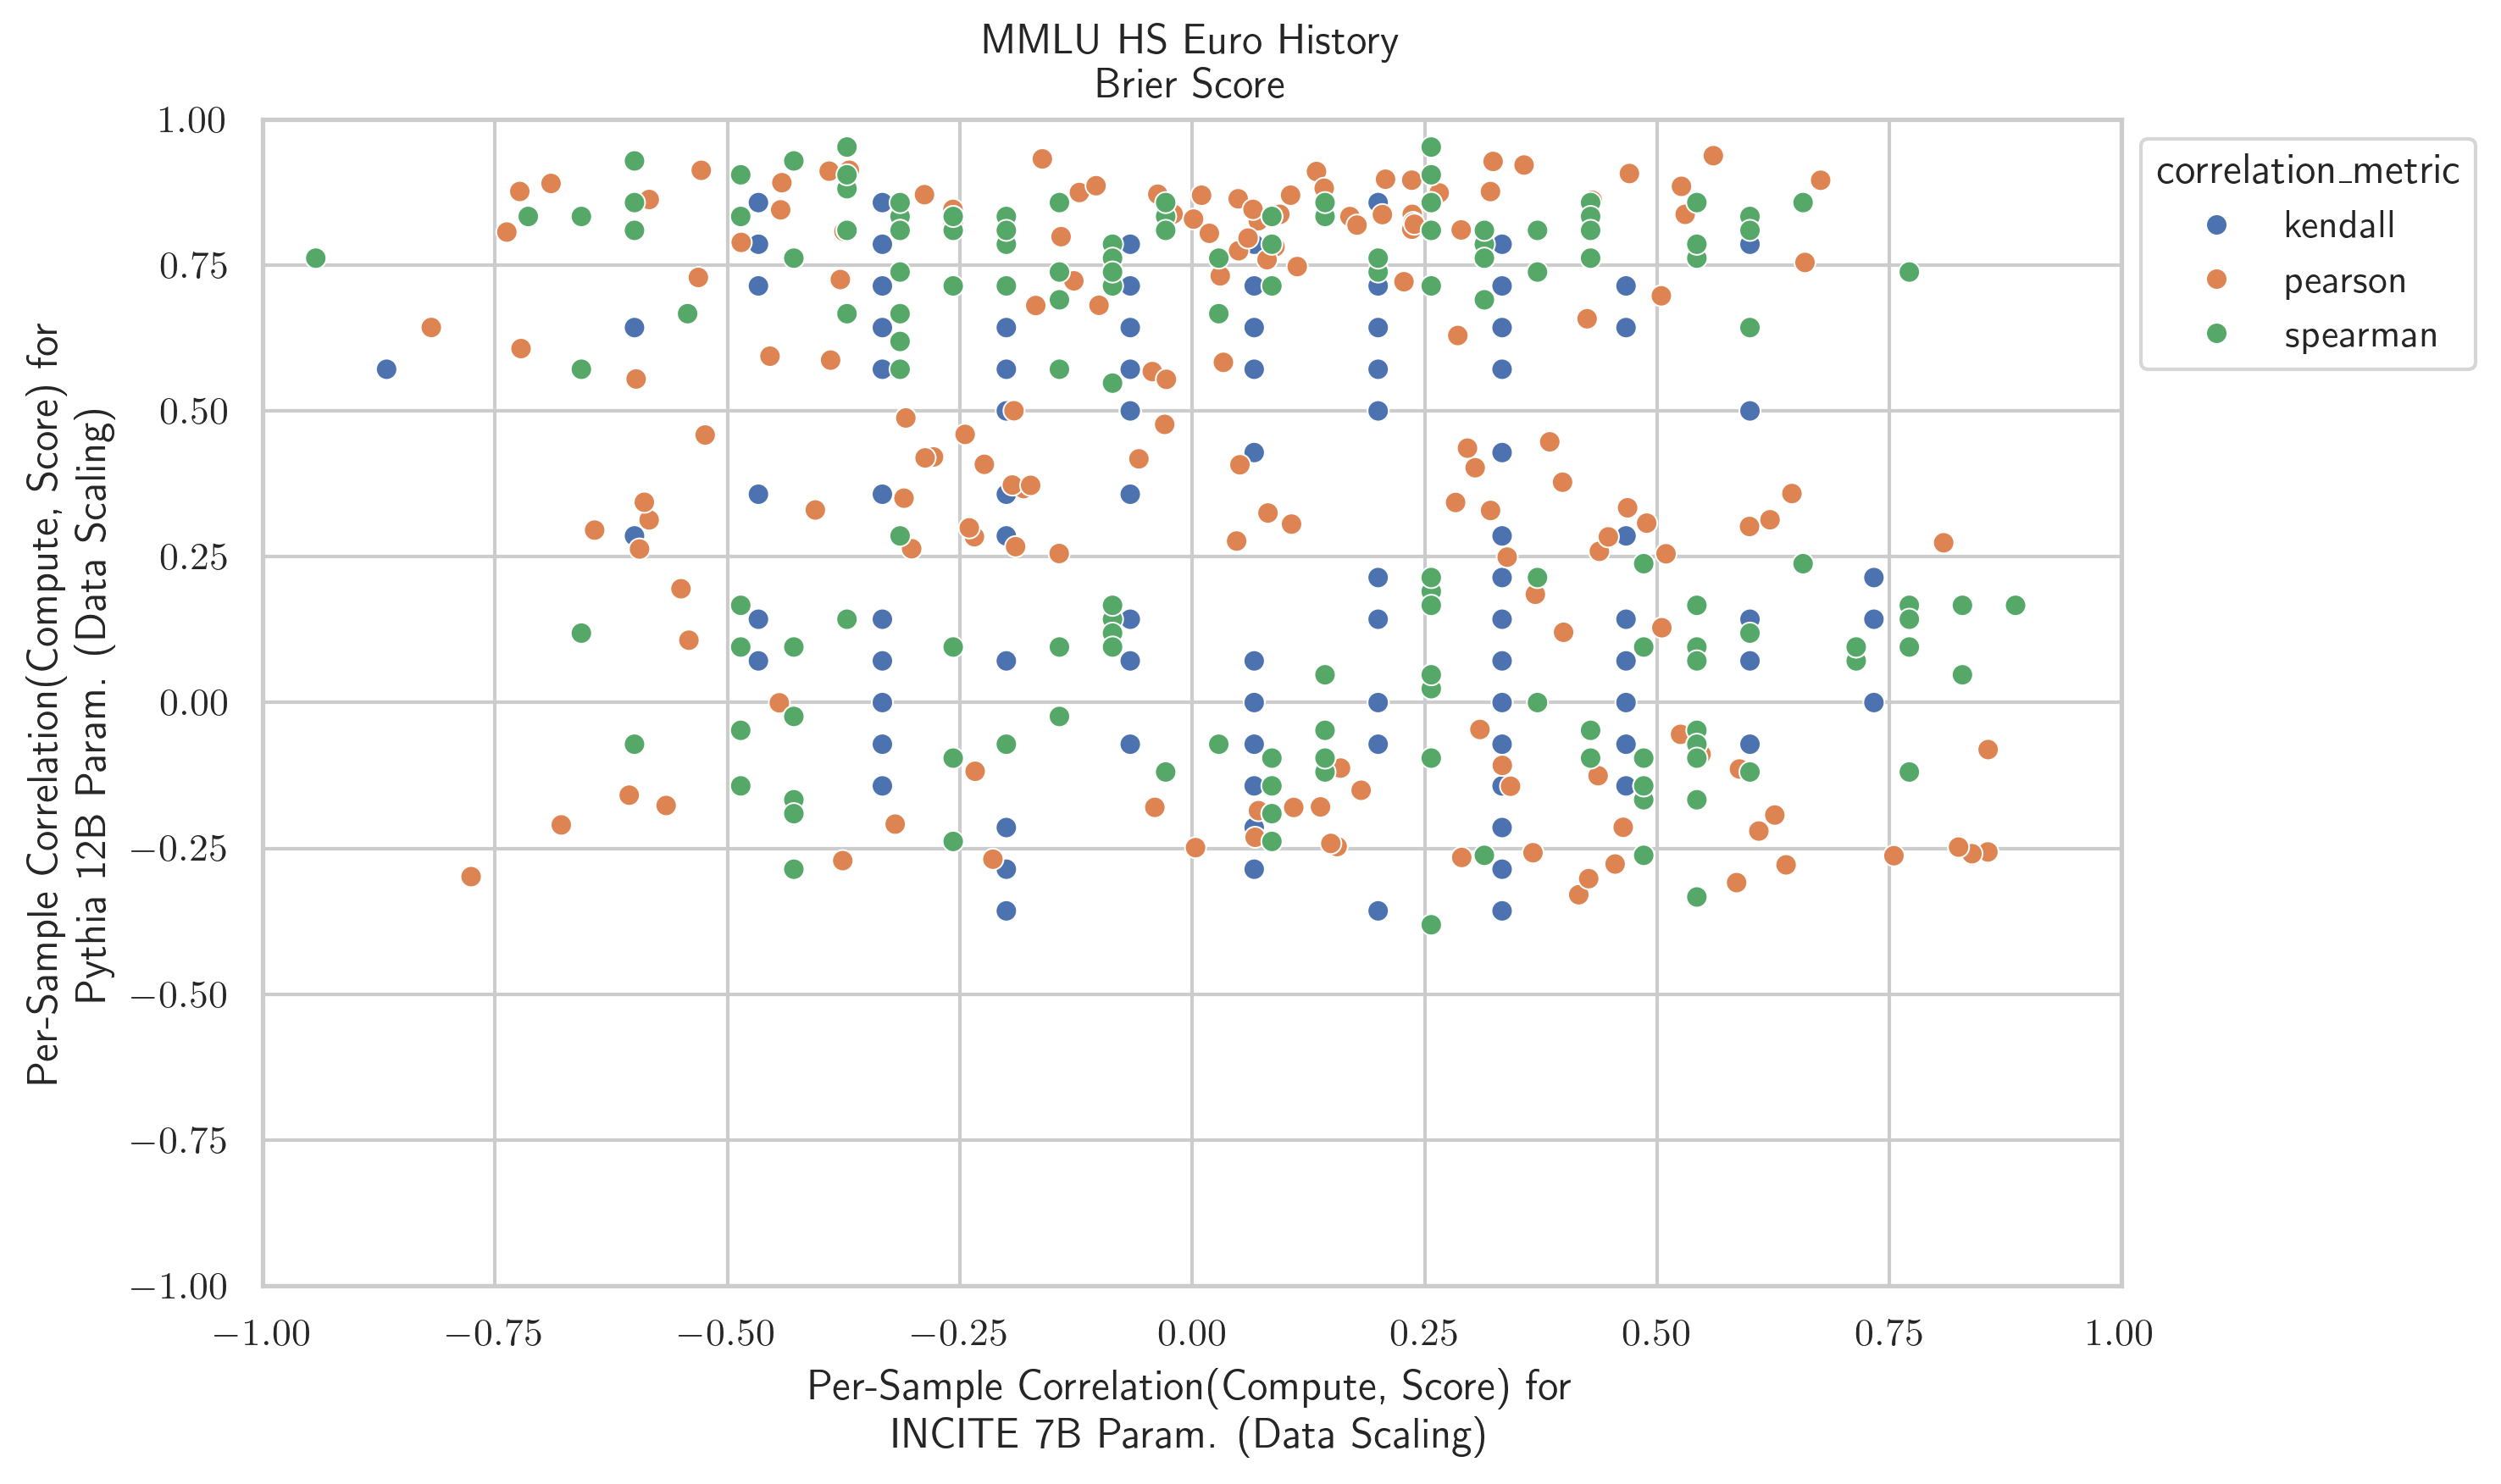 MMLU HS Euro History
Brier Score
Per-Sample Correlation(Compute, Score) for
Pythia 12B Param. (Data Scaling)
1.00
0.75
0.50
0.25
0.00
−0.25
−0.50
−0.75
−1.00
−1.00 −0.75 −0.50 −0.25 0.00 0.25 0.50 0.75 1.00
Per-Sample Correlation(Compute, Score) for
INCITE 7B Param. (Data Scaling)
correlation_metric
kendall
pearson
spearman